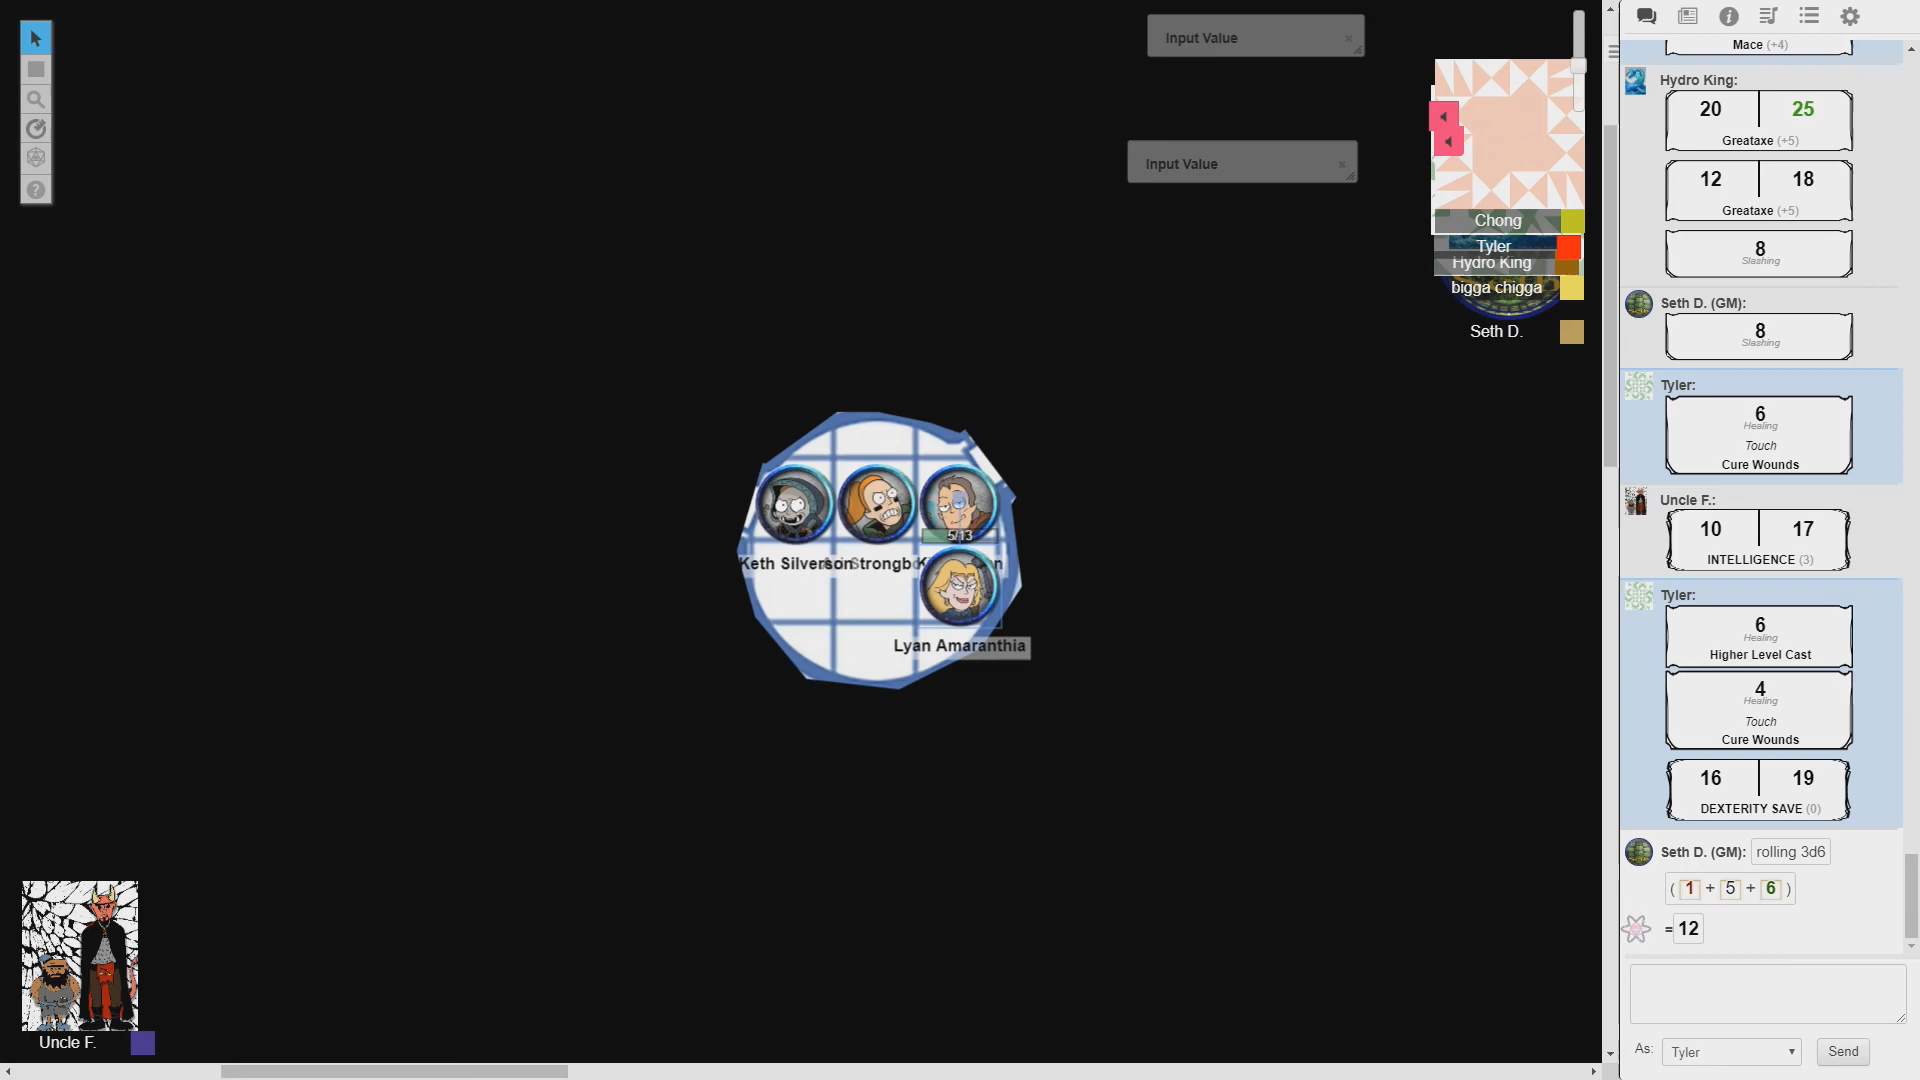 Input Value
Input Value
Chong
Tyler
Hydro King
bigga chigga
Seth D.
5/13
Keth Silverson
Strongbo
Lyan Amaranthia
Uncle F.
Mace (+4)
Hydro King:
20 25
Greataxe (+5)
12 18
Greataxe (+5)
8
Slashing
Seth D. (GM):
8
Slashing
Tyler:
6
Healing
Touch
Cure Wounds
Uncle F.:
10 17
INTELLIGENCE (3)
Tyler:
6
Healing
Higher Level Cast
4
Healing
Touch
Cure Wounds
16 19
DEXTERITY SAVE (0)
Seth D. (GM): rolling 3d6
(1+5+6)
=12
As: Tyler Send